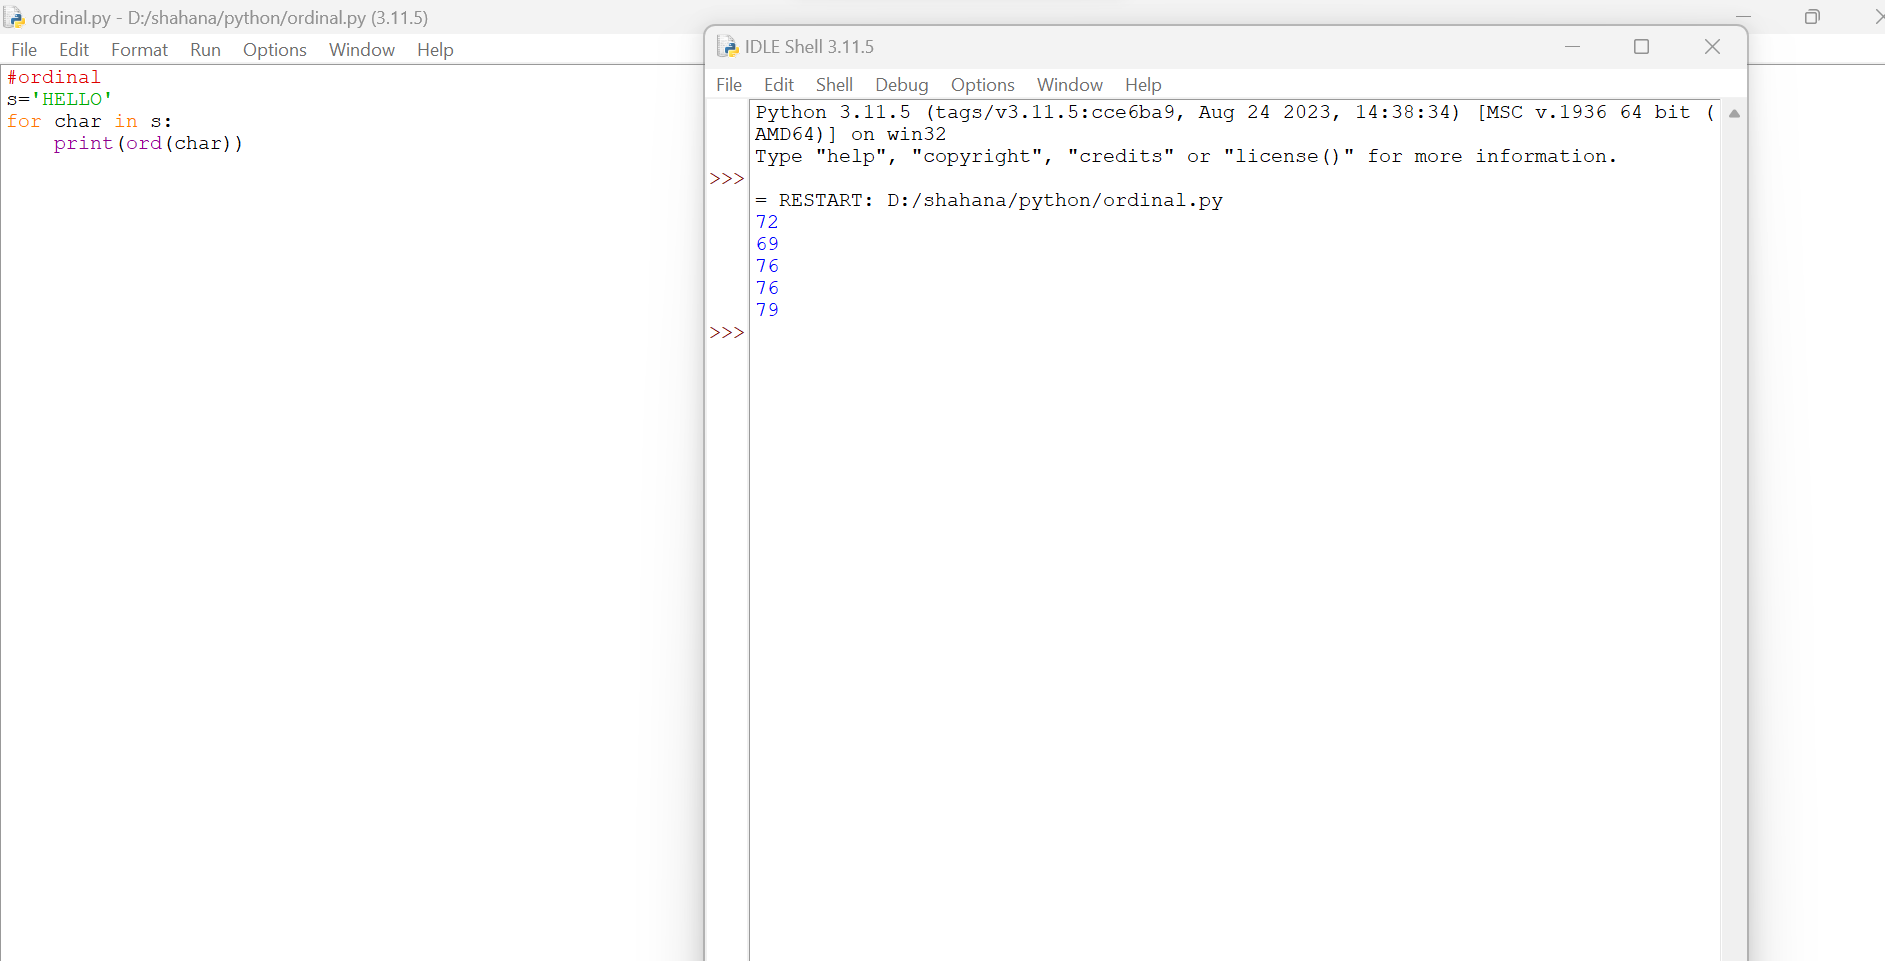 ordinal.py - D:/shahana/python/ordinal.py (3.11.5)
File Edit Format Run Options Window Help
#ordinal
s='HELLO'
for char in s:
    print(ord(char))
IDLE Shell 3.11.5
File Edit Shell Debug Options Window Help
Python 3.11.5 (tags/v3.11.5:cce6ba9, Aug 24 2023, 14:38:34) [MSC v.1936 64 bit (
AMD64)] on win32
Type "help", "copyright", "credits" or "license()" for more information.
>>>
= RESTART: D:/shahana/python/ordinal.py
72
69
76
76
79
>>>